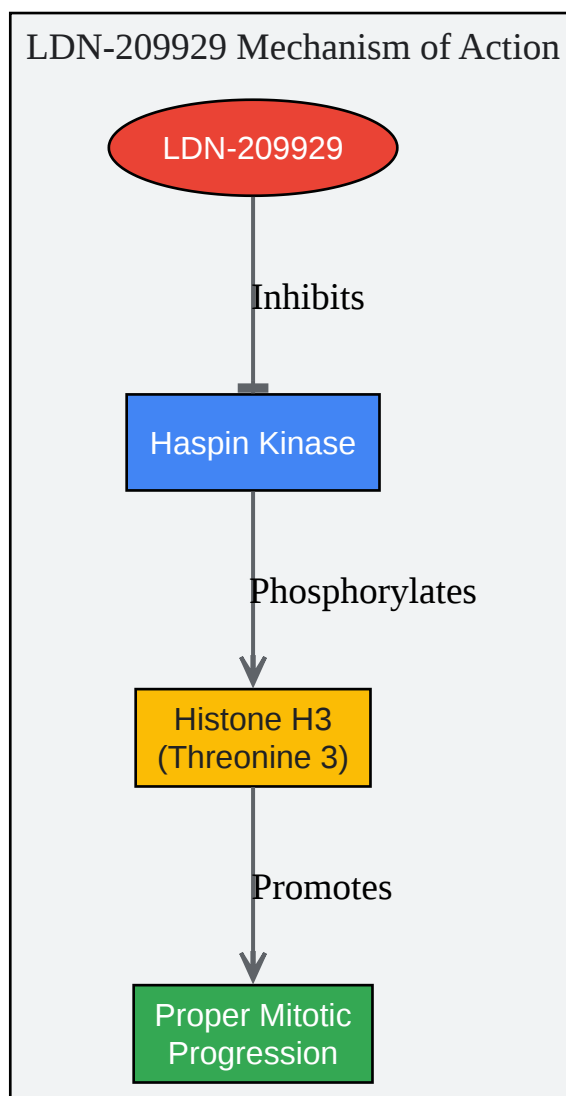 LDN-209929 Mechanism of Action
LDN-209929
Inhibits
Haspin Kinase
Phosphorylates
Histone H3
(Threonine 3)
Promotes
Proper Mitotic
Progression